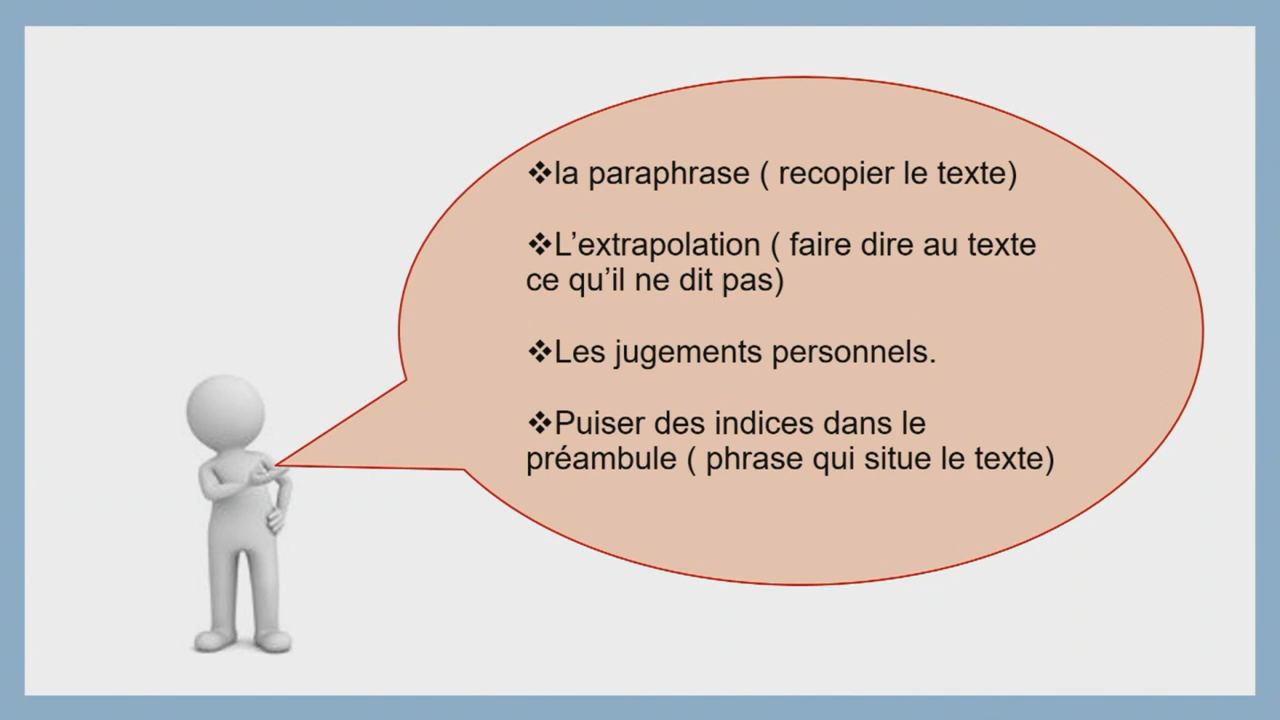 ❖la paraphrase ( recopier le texte)
❖L’extrapolation ( faire dire au texte
ce qu’il ne dit pas)
❖Les jugements personnels.
❖Puiser des indices dans le
préambule ( phrase qui situe le texte)